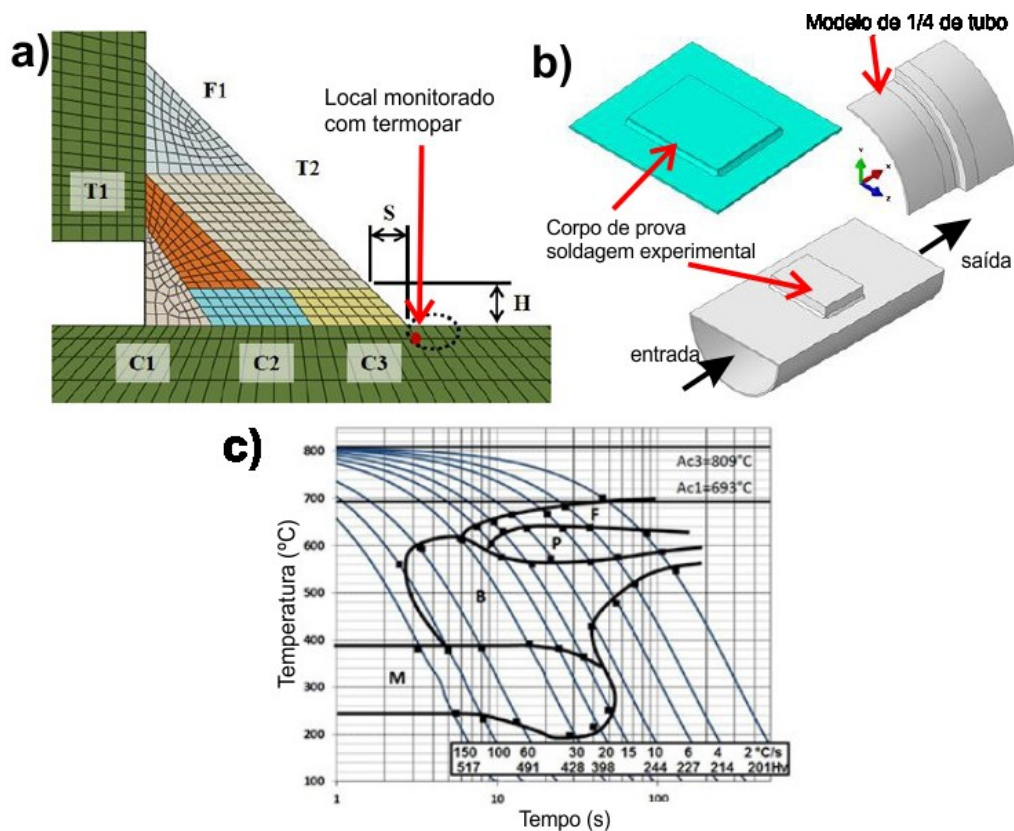 a)
F1
Local monitorado
com termopar
T2
T1
S
H
C1
C2
C3
b)
Modelo de 1/4 de tubo
Y
X
Z
Corpo de prova
soldagem experimental
saída
entrada
c)
Temperatura (ºC)
800
700
600
500
400
300
200
100
Ac3=809°C
Ac1=693°C
F
P
B
M
150 100 60 30 20 15 10 6 4 2 °C/s
517 491 428 398 244 227 214 201Hv
1 10 100
Tempo (s)